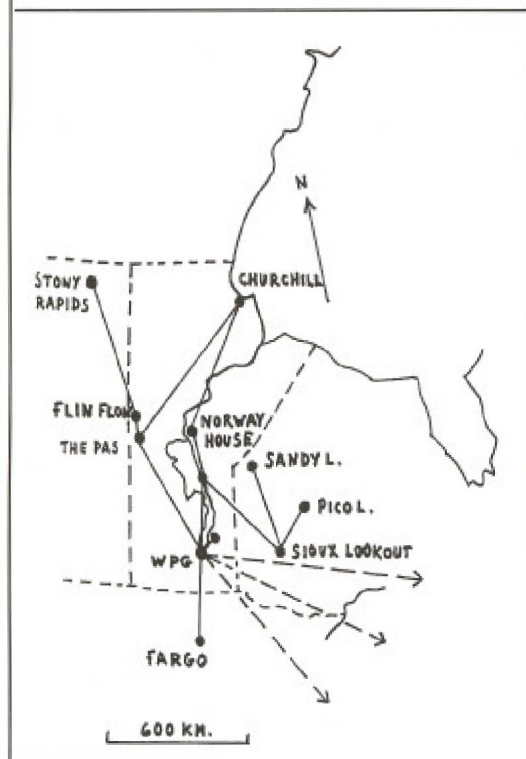 N
STONY
RAPIDS
CHURCHILL
FLIN FLON
THE PAS
NORWAY
HOUSE
SANDY L.
PICO L.
WPG
SIOUX LOOKOUT
FARGO
600 KM.